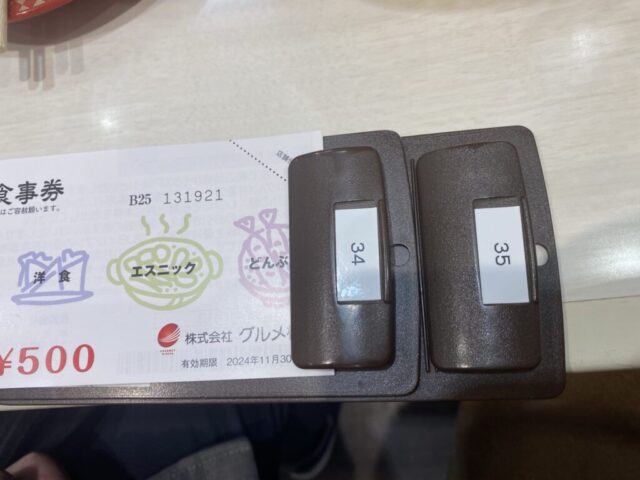 食事券
はご容赦願います。
B25 131921
洋食
エスニック
どんぶ
¥500
株式会社 グルメ
有効期限 2024年11月30
34
35